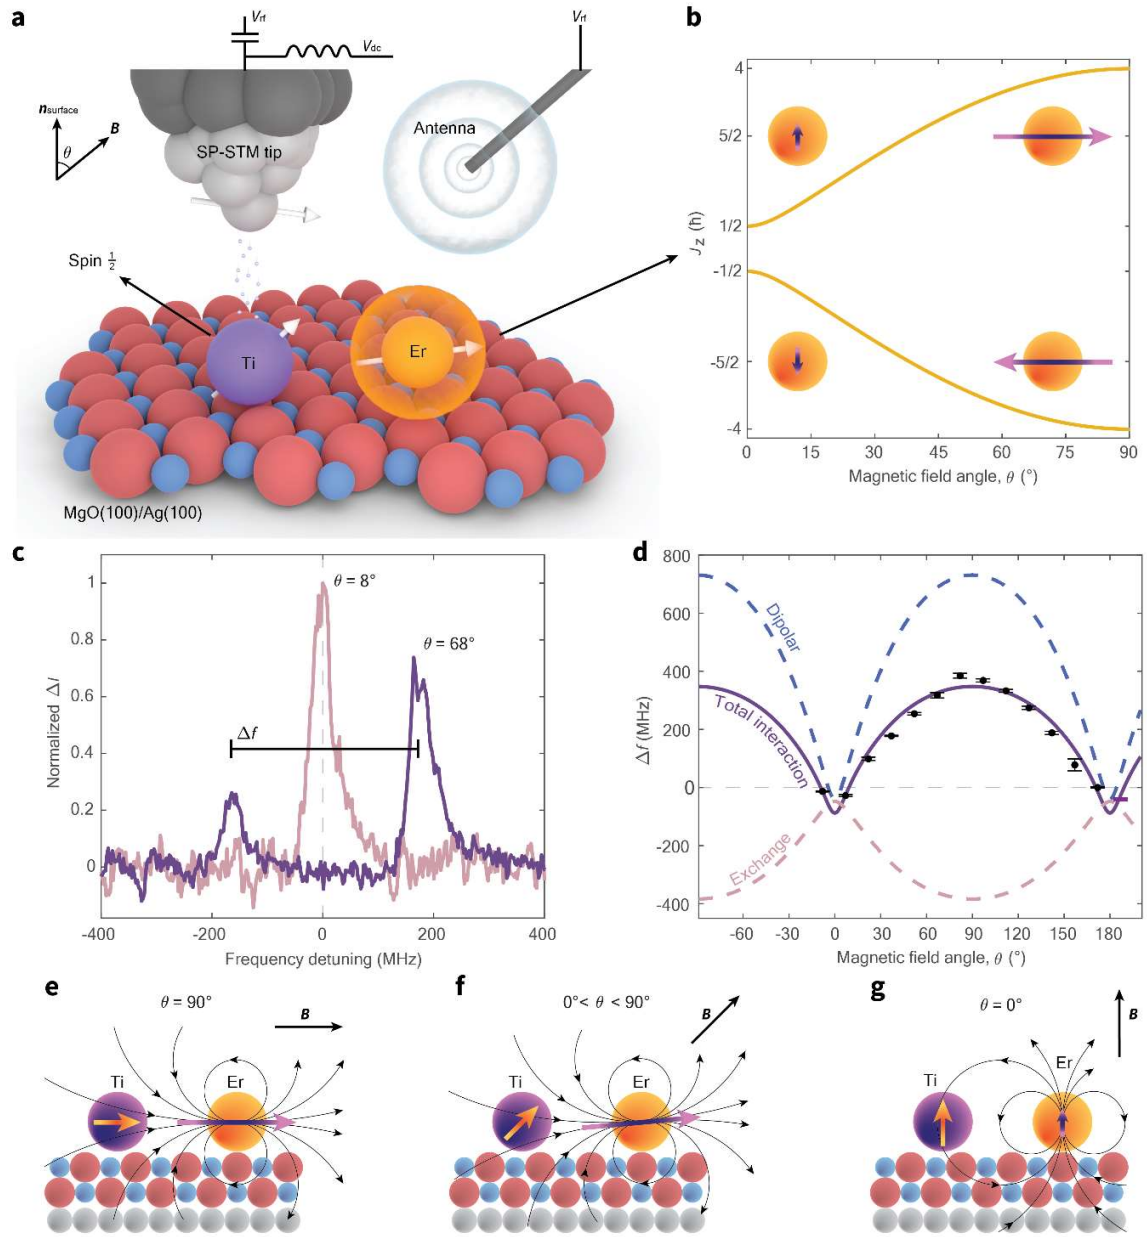 a
V_rf
V_dc
n_surface
B
θ
SP-STM tip
V_rf
Antenna
Spin 1/2
Ti
Er
MgO(100)/Ag(100)
b
J_z (ħ)
4
5/2
1/2
-1/2
-5/2
-4
0
15
30
45
60
75
90
Magnetic field angle, θ (°)
c
Normalized ΔI
1
0.8
0.6
0.4
0.2
0
θ = 8°
θ = 68°
Δf
-400
-200
0
200
400
Frequency detuning (MHz)
d
Δf (MHz)
800
600
400
200
0
-200
-400
Dipolar
Total interaction
Exchange
-60
-30
0
30
60
90
120
150
180
Magnetic field angle, θ (°)
e
θ = 90°
B
Ti
Er
f
0°< θ < 90°
B
Ti
Er
g
θ = 0°
B
Ti
Er